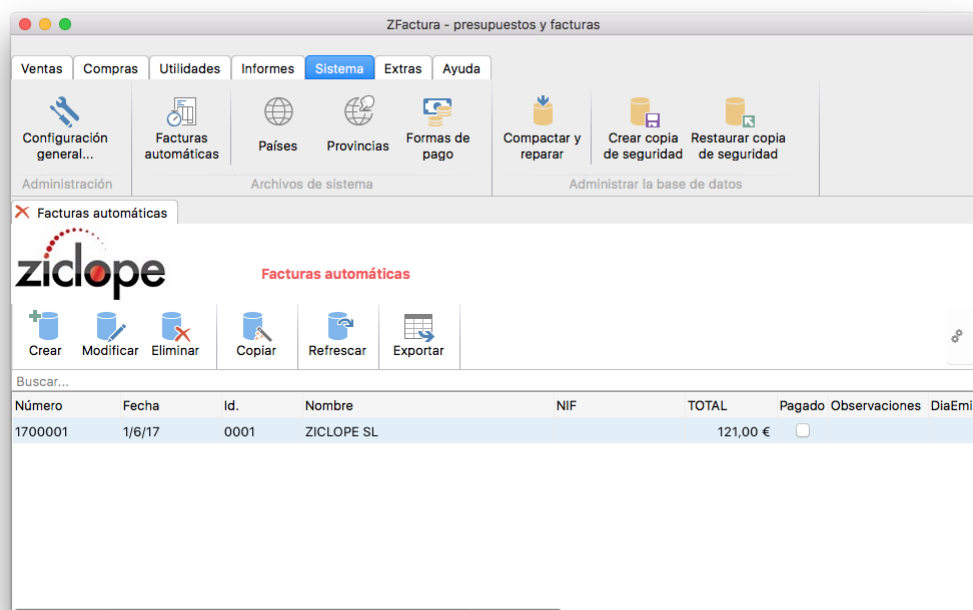 ZFactura - presupuestos y facturas
Ventas Compras Utilidades Informes Sistema Extras Ayuda
Configuración general...
Facturas automáticas
Países
Provincias
Formas de pago
Compactar y reparar
Crear copia de seguridad
Restaurar copia de seguridad
Administración Archivos de sistema Administrar la base de datos
Facturas automáticas
ziclope
Facturas automáticas
Crear Modificar Eliminar Copiar Refrescar Exportar
Buscar...
Número Fecha Id. Nombre NIF TOTAL Pagado Observaciones DiaEmi
1700001 1/6/17 0001 ZICLOPE SL 121,00 €